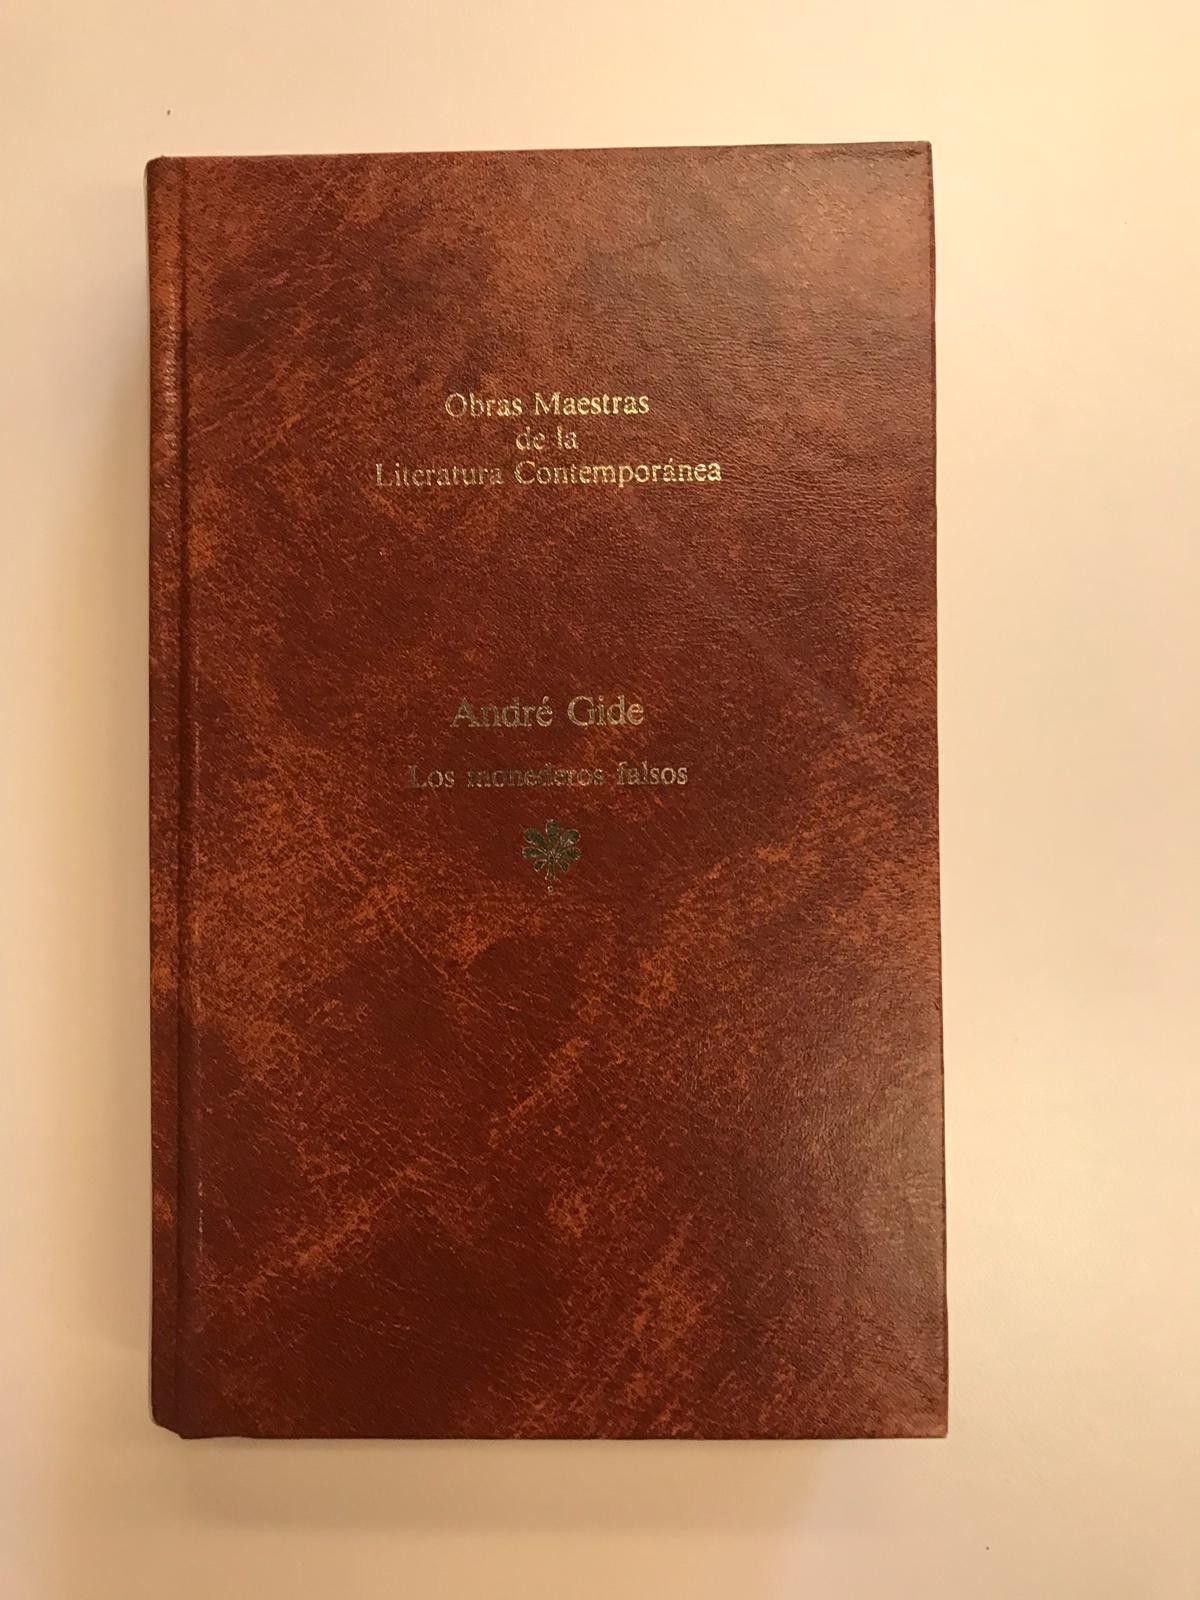 Obras Maestras
de la
Literatura Contemporánea
André Gide
Los monederos falsos